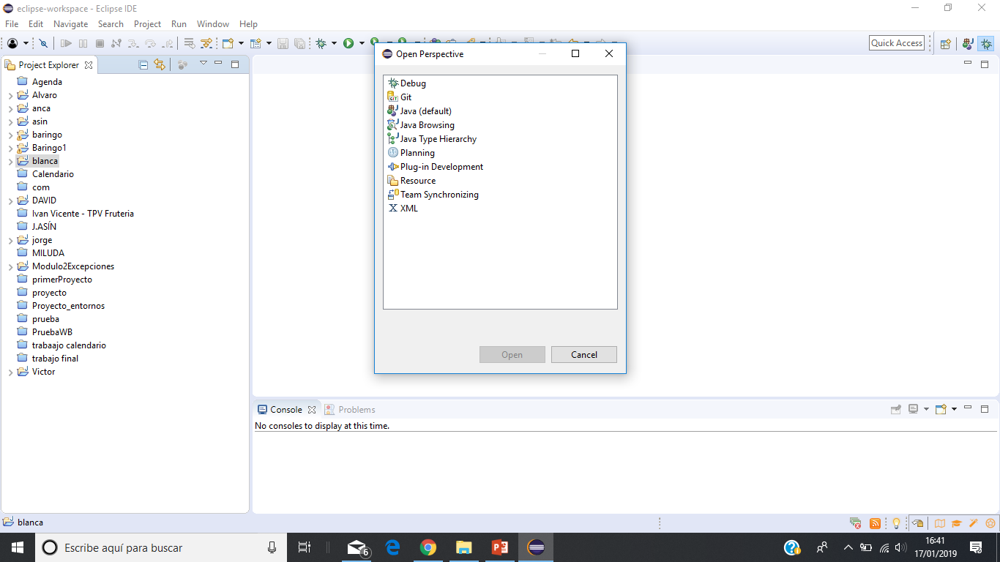 eclipse-workspace - Eclipse IDE
File Edit Navigate Search Project Run Window Help
Quick Access
Project Explorer
Agenda
Alvaro
anca
asin
baringo
Baringo1
blanca
Calendario
com
DAVID
Ivan Vicente - TPV Fruteria
J.ASÍN
jorge
MILUDA
Modulo2Excepciones
primerProyecto
proyecto
Proyecto_entornos
prueba
PruebaWB
trabaajo calendario
trabajo final
Victor
Open Perspective
Debug
Git
Java (default)
Java Browsing
Java Type Hierarchy
Planning
Plug-in Development
Resource
Team Synchronizing
XML
Open Cancel
Console Problems
No consoles to display at this time.
blanca
Escribe aquí para buscar
6
16:41
17/01/2019